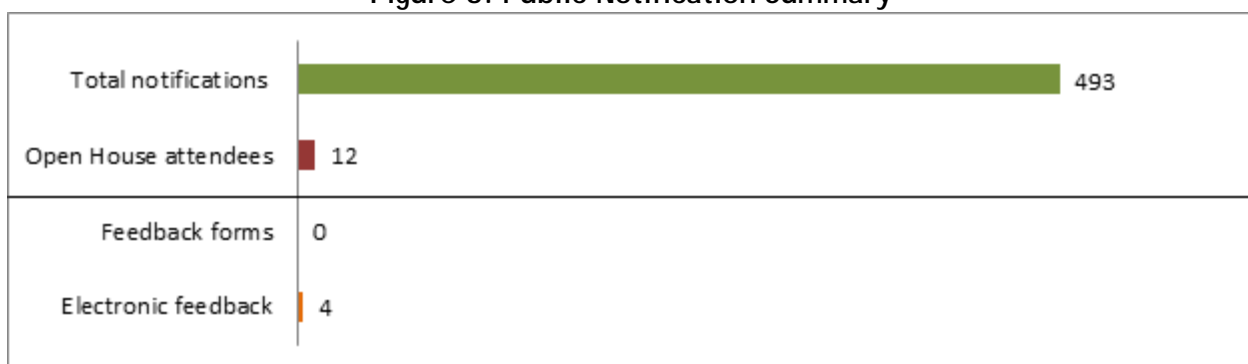 Figure 3: Public Notification Summary
Total notifications 493
Open House attendees 12
Feedback forms 0
Electronic feedback 4